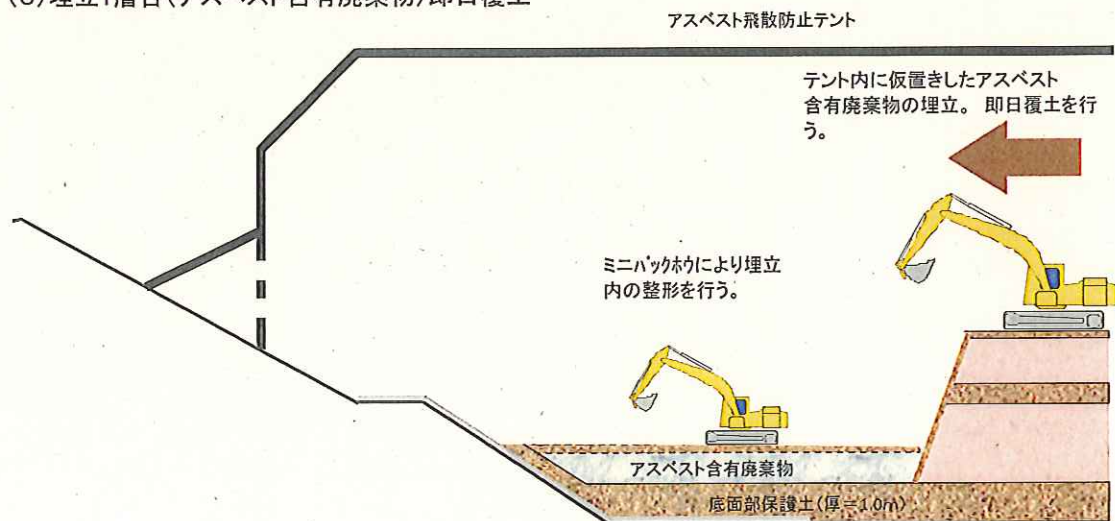 アスベスト飛散防止テント
テント内に仮置きしたアスベスト
含有廃棄物の埋立。 即日覆土を行
う。
ミニバックホウにより埋立
内の整形を行う。
アスベスト含有廃棄物
底面部保護土(厚=1.0m)